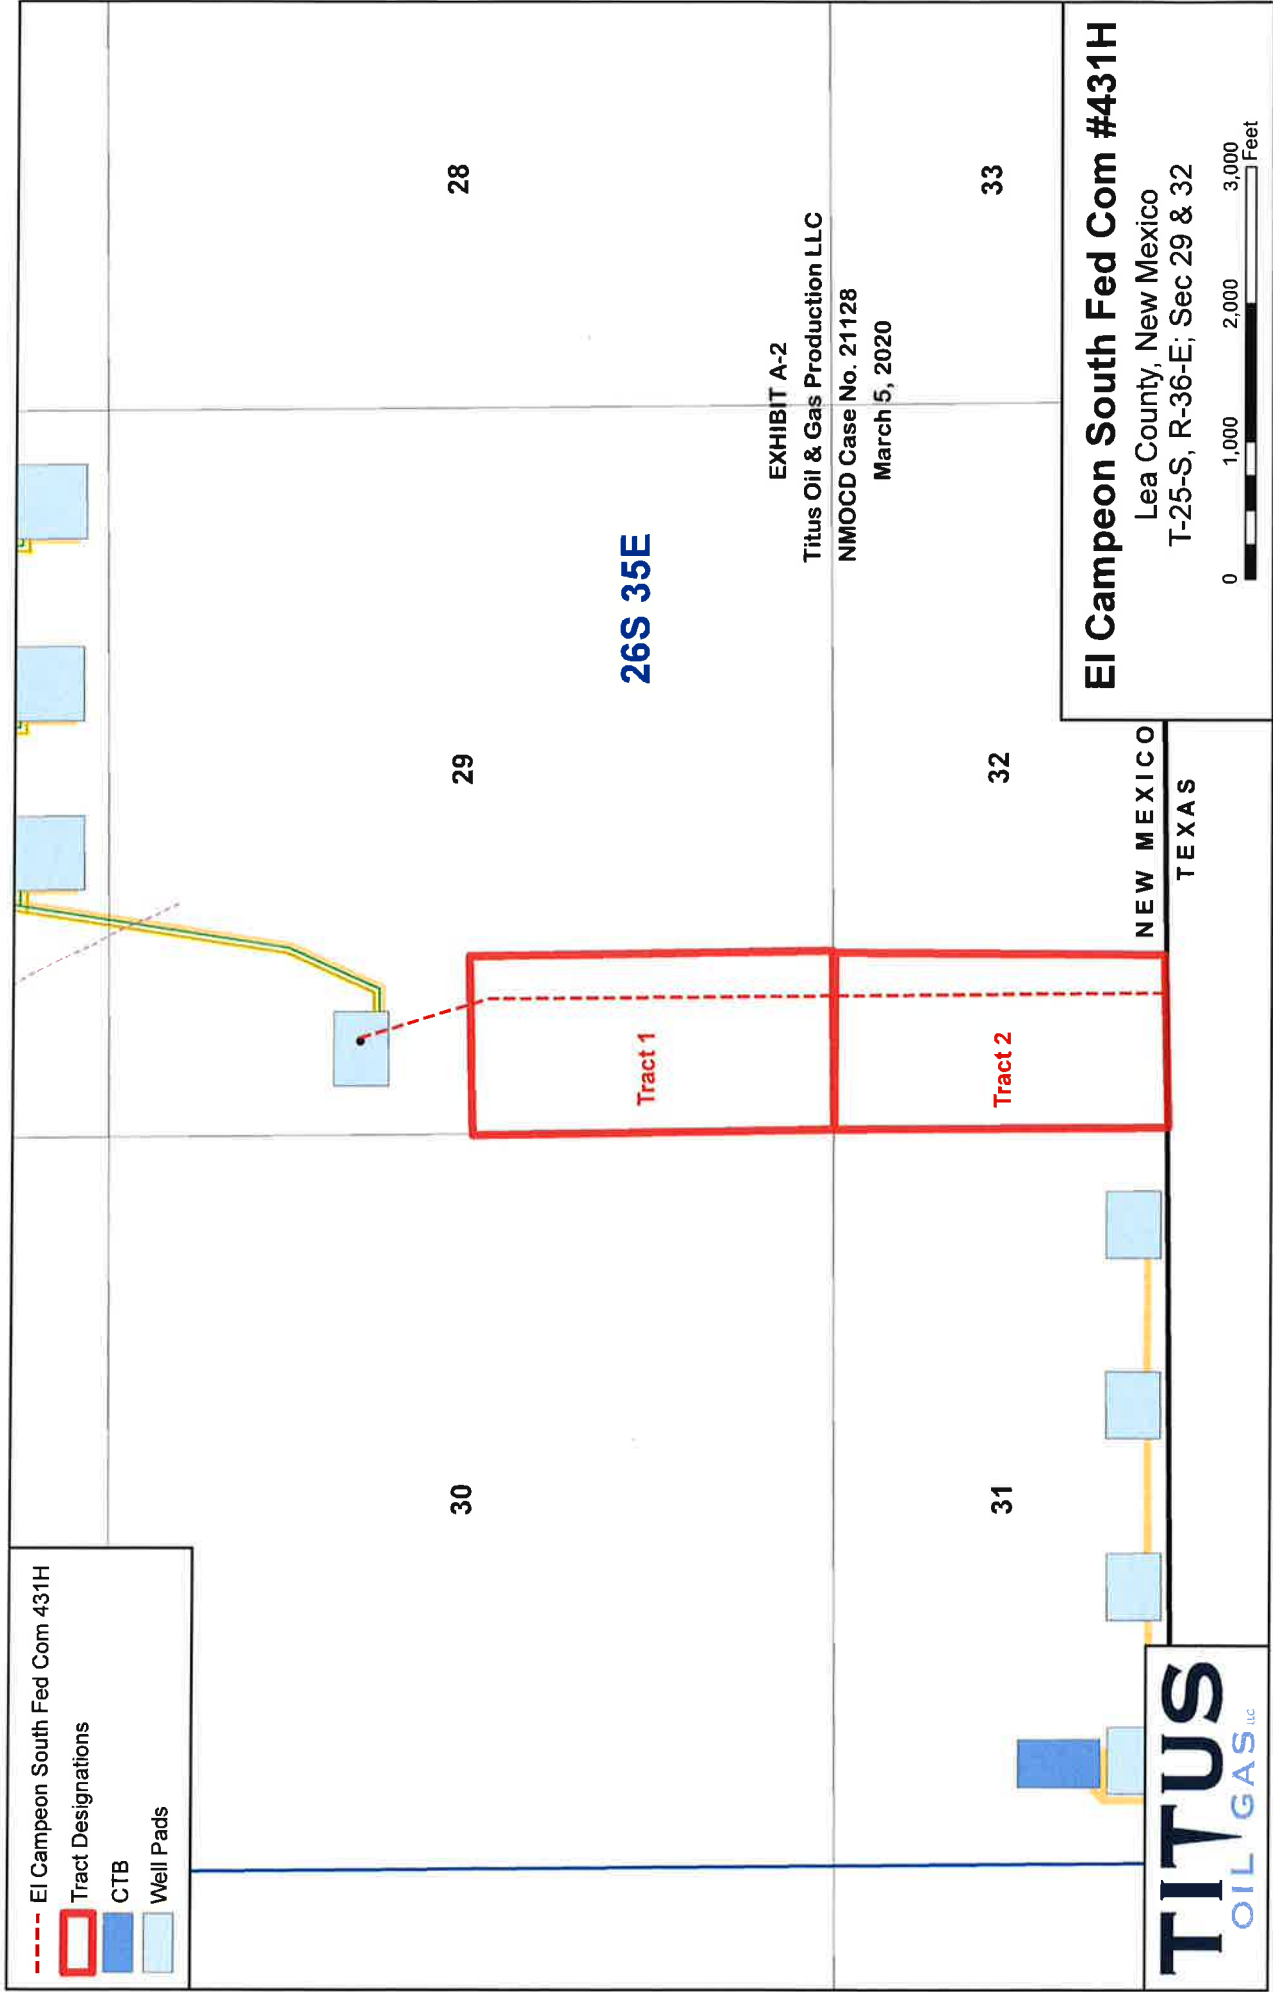 El Campeon South Fed Com 431H
Tract Designations
CTB
Well Pads
30
29
28
26S 35E
Tract 1
EXHIBIT A-2
Titus Oil & Gas Production LLC
NMOCD Case No. 21128
March 5, 2020
31
Tract 2
32
33
NEW MEXICO
TEXAS
TITUS
OIL GAS LLC
El Campeon South Fed Com #431H
Lea County, New Mexico
T-25-S, R-36-E; Sec 29 & 32
0 1,000 2,000 3,000
Feet